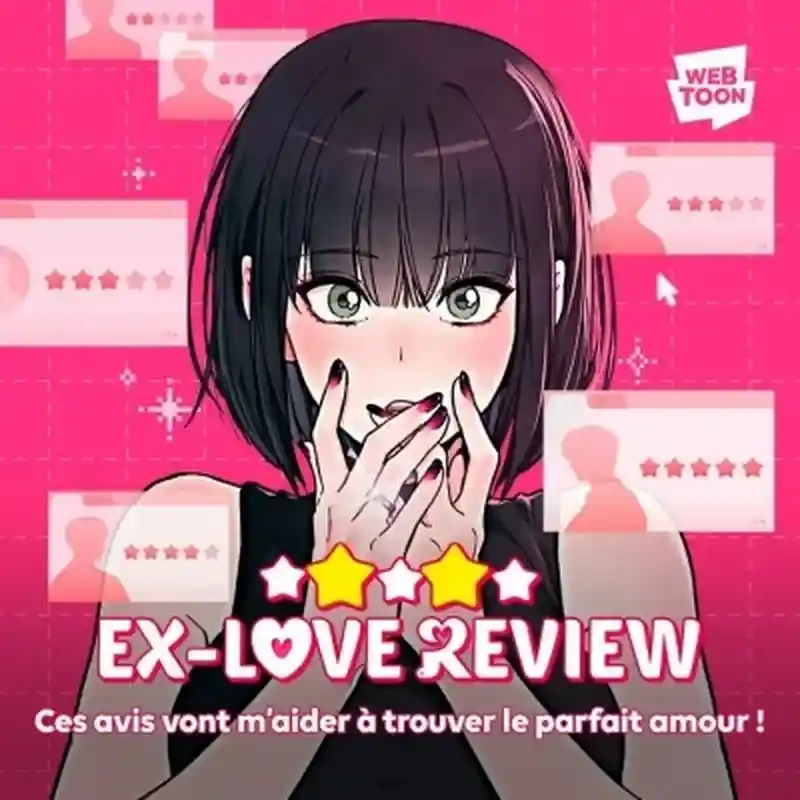 WEB
TOON
EX-LOVE REVIEW
Ces avis vont m'aider à trouver le parfait amour !